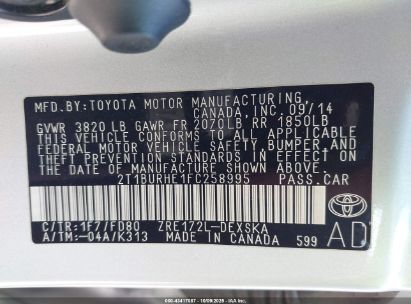 MFD.BY:TOYOTA MOTOR MANUFACTURING,
CANADA, INC. 09/14
GVWR 3820 LB GAWR FR 2070LB RR 1850LB
THIS VEHICLE CONFORMS TO ALL APPLICABLE
FEDERAL MOTOR VEHICLE SAFETY, BUMPER, AND
THEFT PREVENTION STANDARDS IN EFFECT ON
THE DATE OF MANUFACTURE SHOWN ABOVE.
2T1BURHE1FC258995 PASS.CAR
C/TR:1F7/FD80 ZRE172L-DEXSKA
A/TM:-04A/K313 MADE IN CANADA 599
TOYOTA
AD